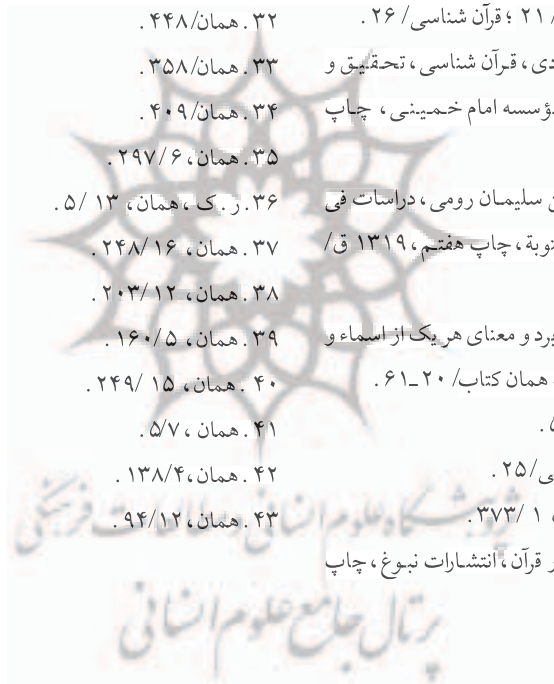 / ۲۱ ؛ قرآن شناسی/ ۲۶ .
دی، قرآن شناسی، تحقیق و
ؤسسه امام خمینی، چاپ
ن سلیمان رومی، دراسات فی
توبة، چاپ هفتم، ۱۳۱۹ ق/
یرد و معنای هر یک از اسماء و
، همان کتاب/ ۲۰ـ۶۱ .
ی/۲۵ .
، ۱ /۳۷۳ .
ر قرآن، انتشارات نبوغ، چاپ
۳۲ . همان/۴۴۸ .
۳۳ . همان/۳۵۸ .
۳۴ . همان/۴۰۹ .
۳۵ . همان، ۶/ ۲۹۷ .
۳۶ . ر . ک ، همان، ۱۳ /۵ .
۳۷ . همان، ۱۶ /۲۴۸ .
۳۸ . همان، ۱۲/ ۲۰۳ .
۳۹ . همان، ۵/ ۱۶۰ .
۴۰ . همان، ۱۵ /۲۴۹ .
۴۱ . همان، ۵/۷ .
۴۲ . همان،۴/ ۱۳۸ .
۴۳ . همان، ۱۲/ ۹۴ .
پژوهشگاه علوم انسانی و مطالعات فرهنگی
پرتال جامع علوم انسانی